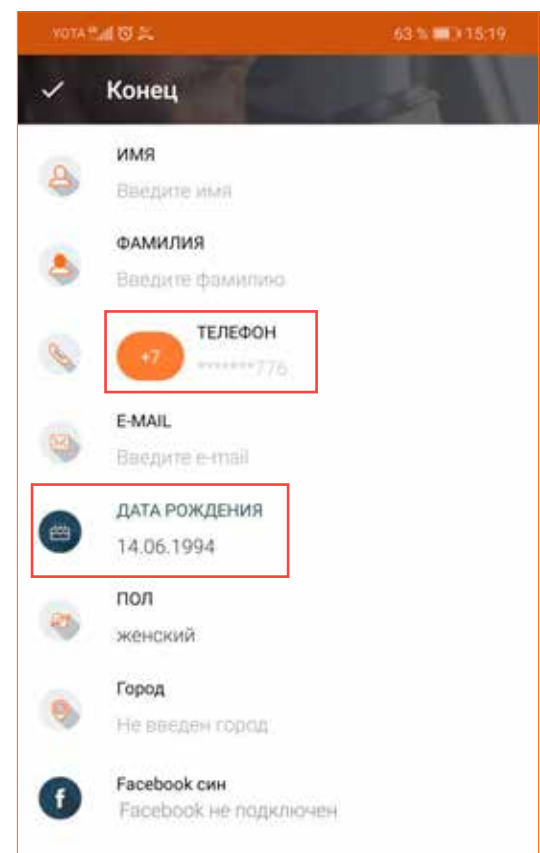 YOTA 63 % 15:19
Конец
ИМЯ
Введите имя
ФАМИЛИЯ
Введите фамилию
ТЕЛЕФОН
+7 *******776
E-MAIL
Введите e-mail
ДАТА РОЖДЕНИЯ
14.06.1994
ПОЛ
женский
Город
Не введен город
Facebook син
Facebook не подключен